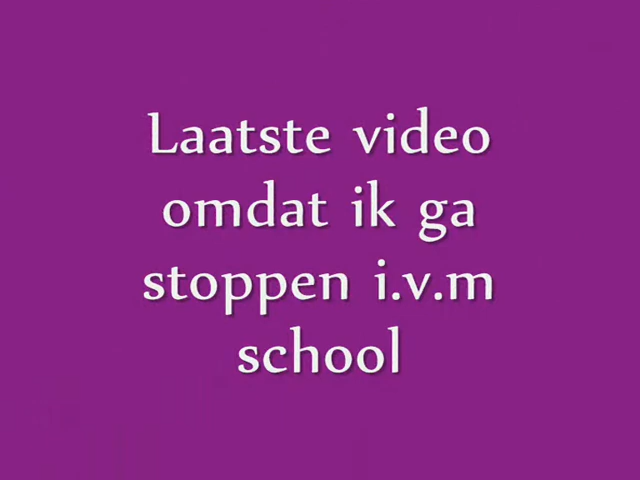 Laatste video
omdat ik ga
stoppen i.v.m
school